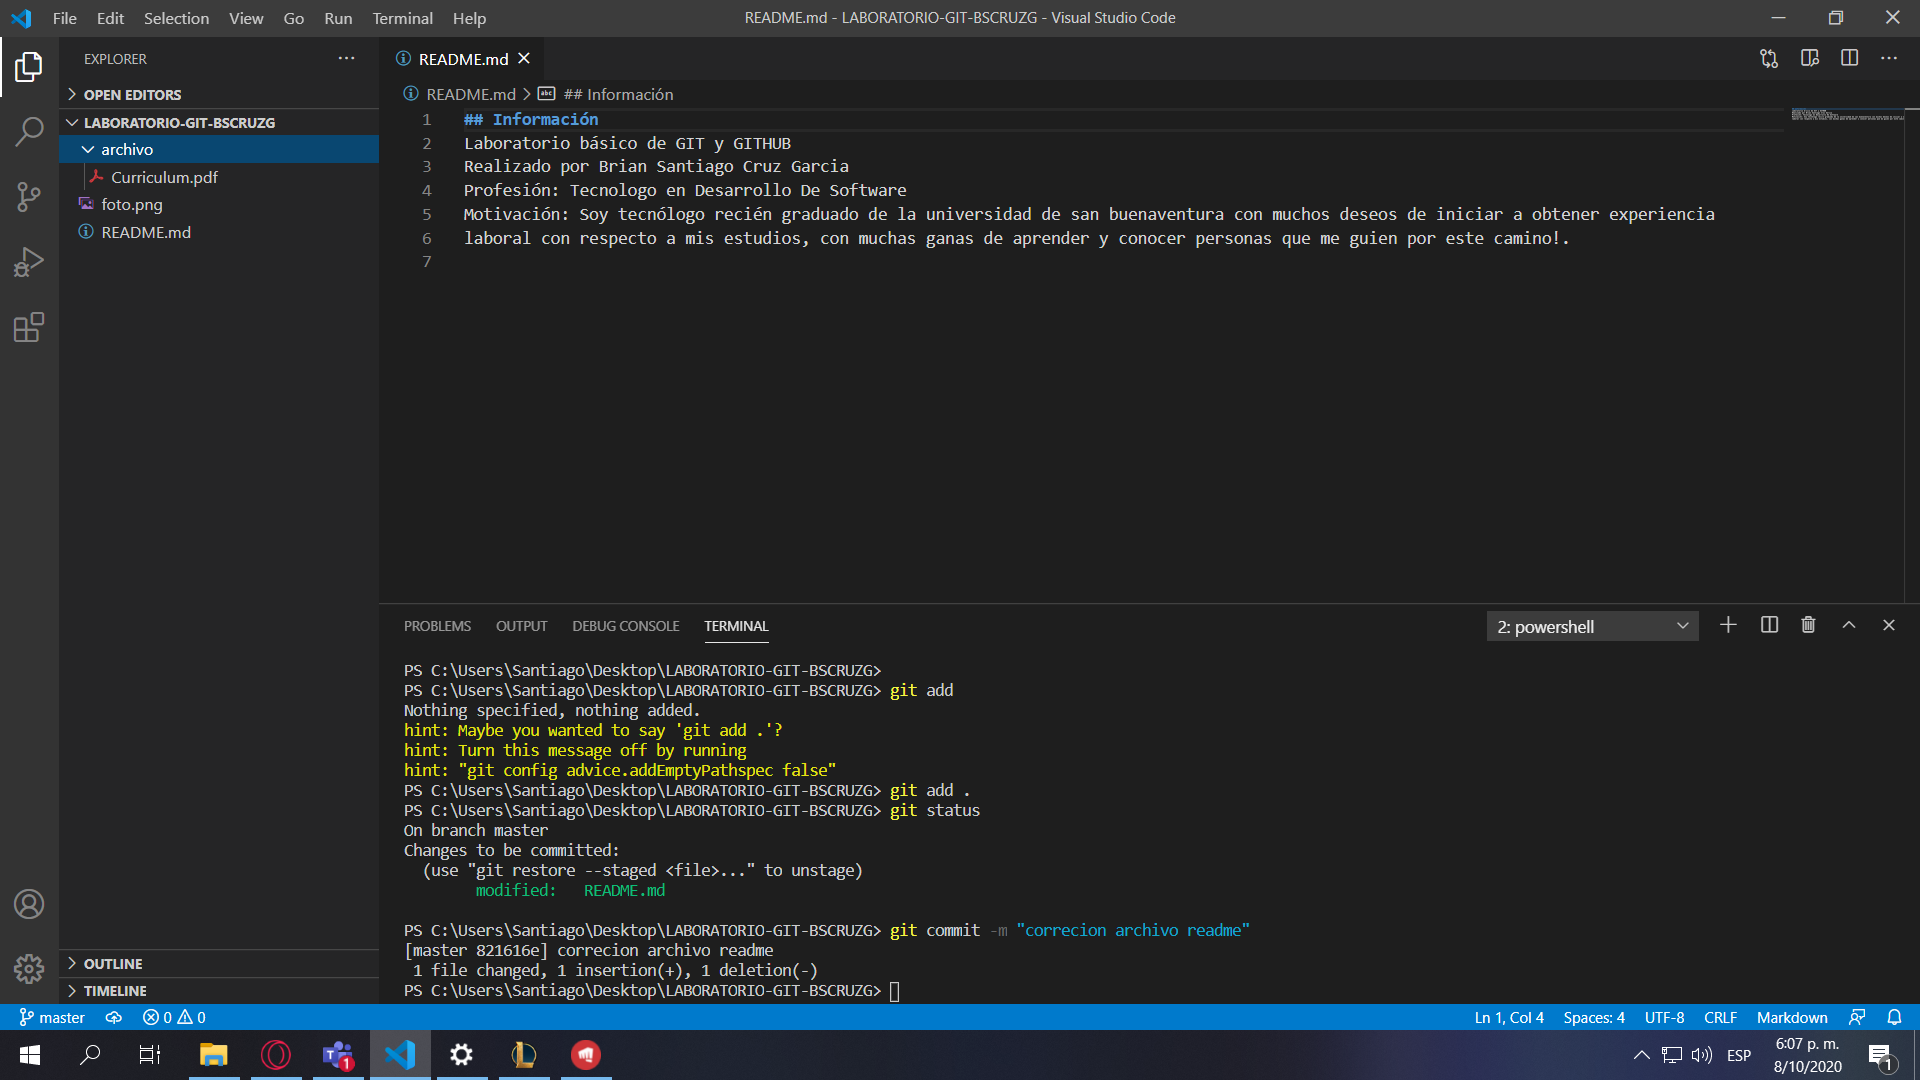 File Edit Selection View Go Run Terminal Help
README.md - LABORATORIO-GIT-BSCRUZG - Visual Studio Code
EXPLORER
OPEN EDITORS
LABORATORIO-GIT-BSCRUZG
archivo
Curriculum.pdf
foto.png
README.md
OUTLINE
TIMELINE
README.md
README.md > ## Información
1 ## Información
2 Laboratorio básico de GIT y GITHUB
3 Realizado por Brian Santiago Cruz Garcia
4 Profesión: Tecnologo en Desarrollo De Software
5 Motivación: Soy tecnólogo recién graduado de la universidad de san buenaventura con muchos deseos de iniciar a obtener experiencia
6 laboral con respecto a mis estudios, con muchas ganas de aprender y conocer personas que me guien por este camino!.
7
PROBLEMS OUTPUT DEBUG CONSOLE TERMINAL
2: powershell
PS C:\Users\Santiago\Desktop\LABORATORIO-GIT-BSCRUZG>
PS C:\Users\Santiago\Desktop\LABORATORIO-GIT-BSCRUZG> git add
Nothing specified, nothing added.
hint: Maybe you wanted to say 'git add .'?
hint: Turn this message off by running
hint: "git config advice.addEmptyPathspec false"
PS C:\Users\Santiago\Desktop\LABORATORIO-GIT-BSCRUZG> git add .
PS C:\Users\Santiago\Desktop\LABORATORIO-GIT-BSCRUZG> git status
On branch master
Changes to be committed:
(use "git restore --staged <file>..." to unstage)
modified: README.md
PS C:\Users\Santiago\Desktop\LABORATORIO-GIT-BSCRUZG> git commit -m "correcion archivo readme"
[master 821616e] correcion archivo readme
1 file changed, 1 insertion(+), 1 deletion(-)
PS C:\Users\Santiago\Desktop\LABORATORIO-GIT-BSCRUZG>
master 0 0
Ln 1, Col 4 Spaces: 4 UTF-8 CRLF Markdown
1
ESP
6:07 p. m.
8/10/2020
1